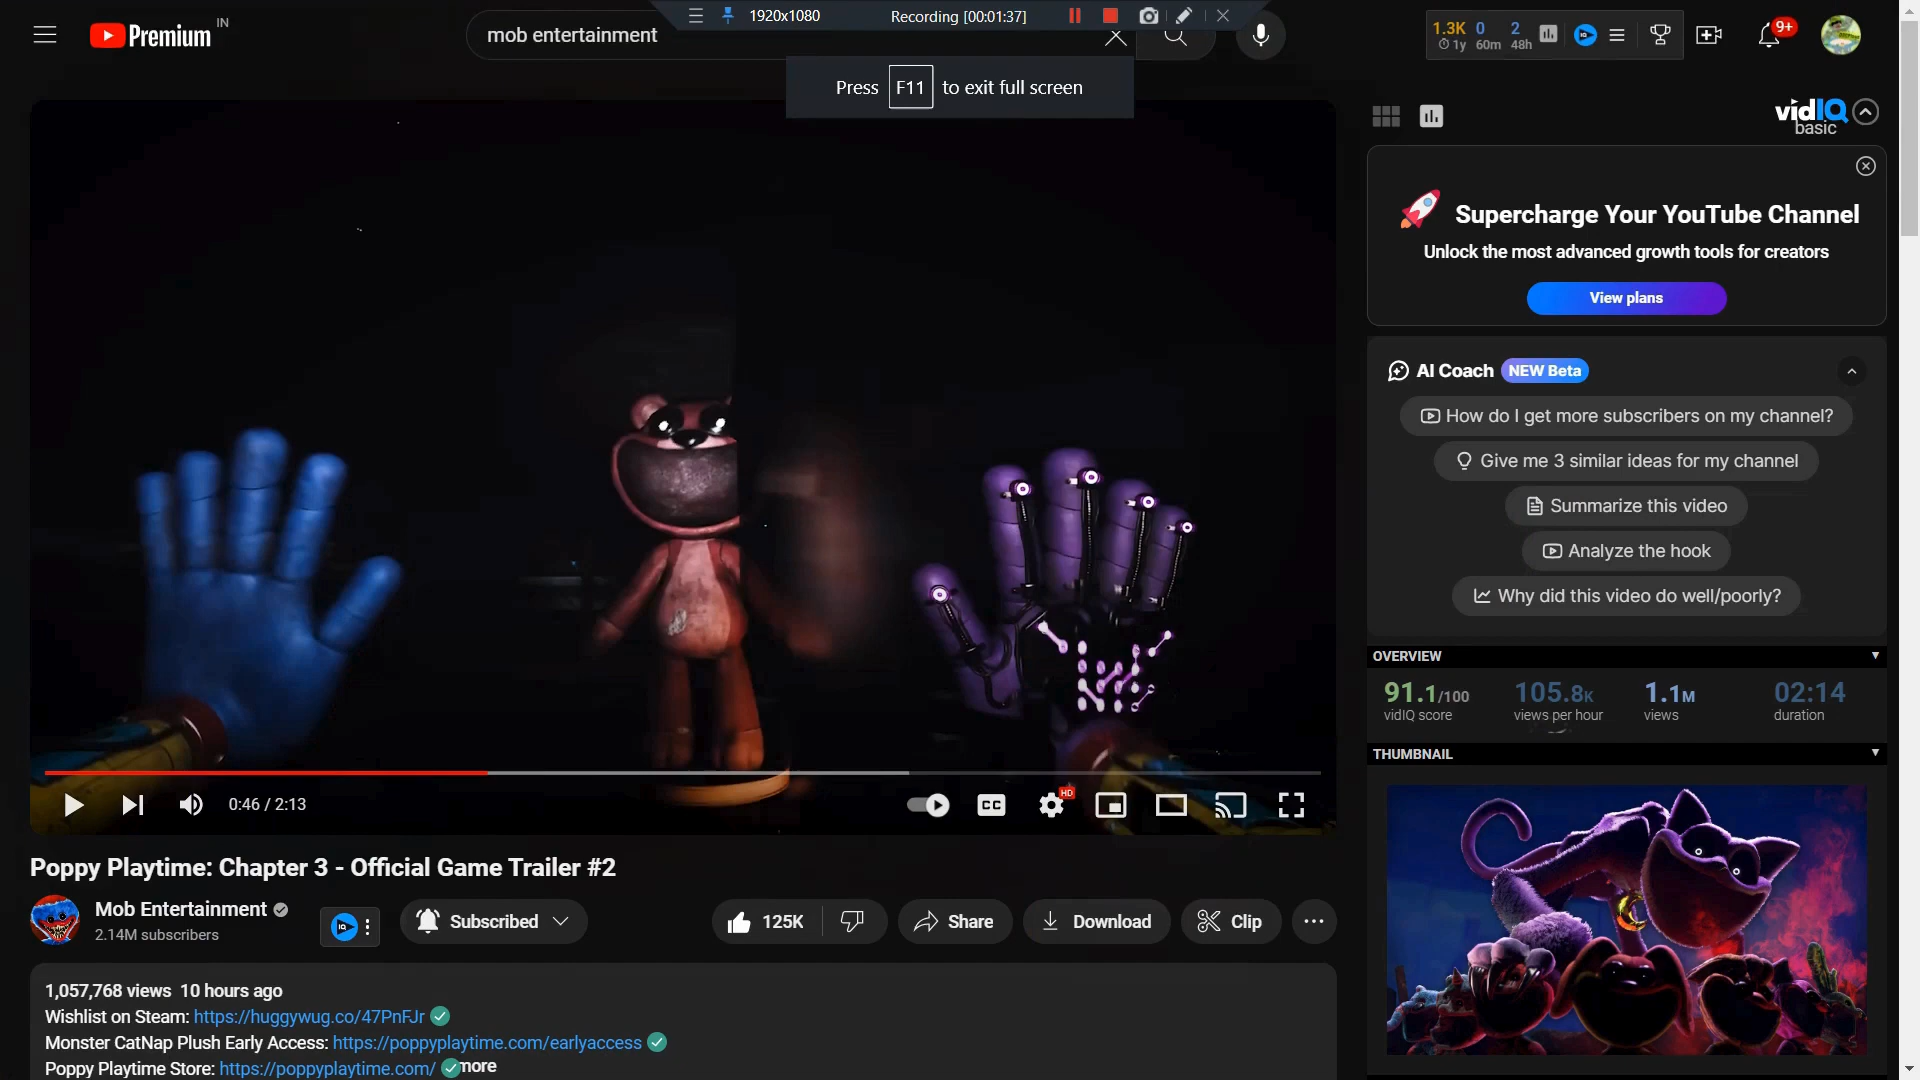 1920x1080 Recording [00:01:37]
Premium IN
mob entertainment
Press F11 to exit full screen
1.3K 0 2
1y 60m 48h
9+
vidIQ
basic
Supercharge Your YouTube Channel
Unlock the most advanced growth tools for creators
View plans
AI Coach NEW Beta
How do I get more subscribers on my channel?
Give me 3 similar ideas for my channel
Summarize this video
Analyze the hook
Why did this video do well/poorly?
OVERVIEW
91.1/100 105.8K 1.1M 02:14
vidIQ score views per hour views duration
THUMBNAIL
0:46 / 2:13
CC
HD
Poppy Playtime: Chapter 3 - Official Game Trailer #2
Mob Entertainment
2.14M subscribers
IQ
Subscribed
125K
Share
Download
Clip
1,057,768 views 10 hours ago
Wishlist on Steam: https://huggywug.co/47PnFJr
Monster CatNap Plush Early Access: https://poppyplaytime.com/earlyaccess
Poppy Playtime Store: https://poppyplaytime.com/ more